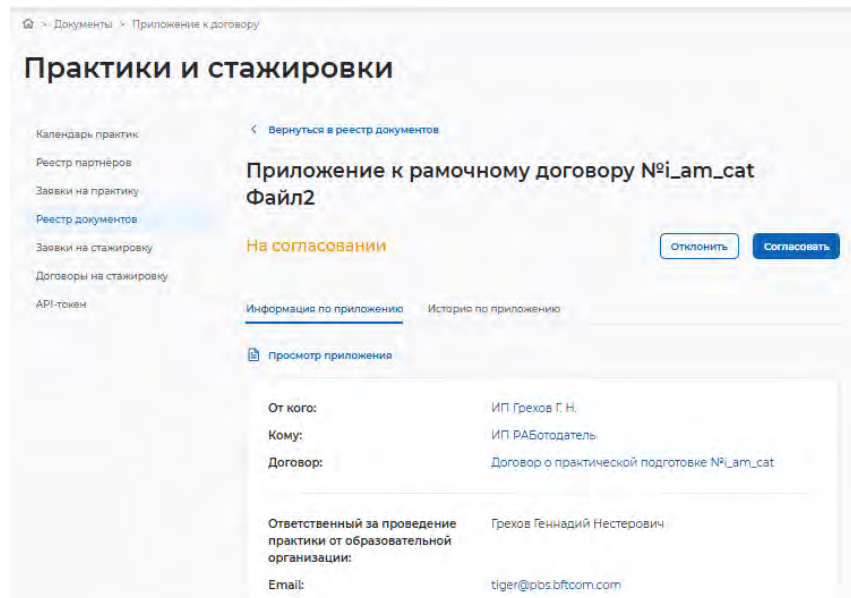 > Документы > Приложение к договору
Практики и стажировки
Календарь практик
Реестр партнёров
Заявки на практику
Реестр документов
Заявки на стажировку
Договоры на стажировку
API-токен
Вернуться в реестр документов
Приложение к рамочному договору №i_am_cat
Файл2
На согласовании
Отклонить
Согласовать
Информация по приложению История по приложению
Просмотр приложения
От кого: ИП Грехов Г. Н.
Кому: ИП РАБотодатель
Договор: Договор о практической подготовке №i_am_cat
Ответственный за проведение Грехов Геннадий Нестерович
практики от образовательной
организации:
Email: tiger@pbs.bftcom.com